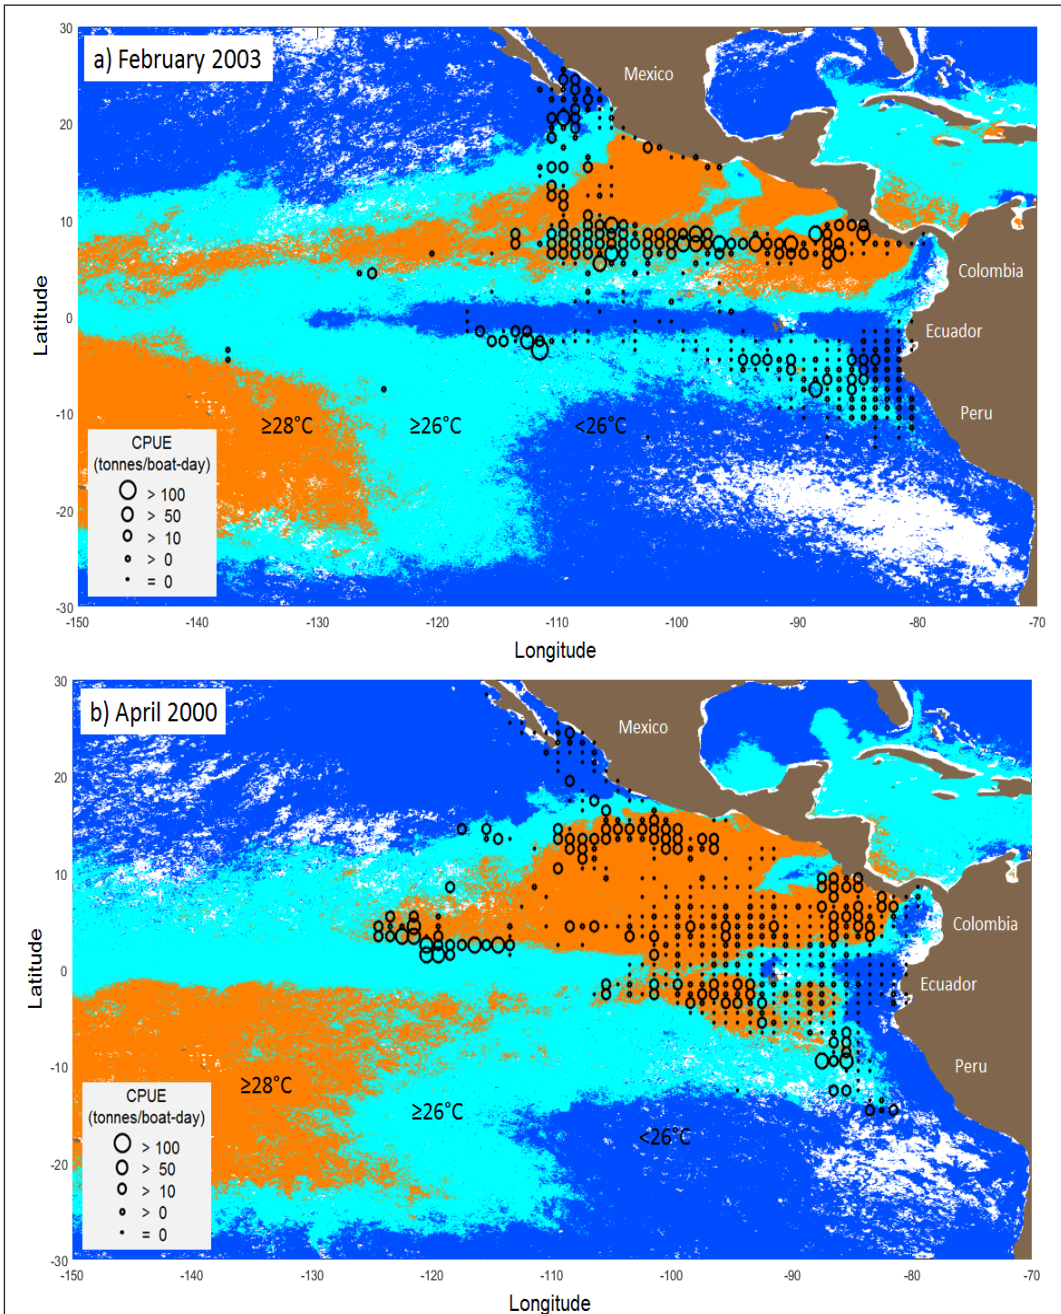 a) February 2003
Mexico
Colombia
Ecuador
Peru
≥28°C
≥26°C
<26°C
CPUE
(tonnes/boat-day)
> 100
> 50
> 10
> 0
= 0
30
20
10
0
-10
-20
-30
Latitude
-150
-140
-130
-120
-110
-100
-90
-80
-70
Longitude
b) April 2000
Mexico
Colombia
Ecuador
Peru
≥28°C
≥26°C
<26°C
CPUE
(tonnes/boat-day)
> 100
> 50
> 10
> 0
= 0
30
20
10
0
-10
-20
-30
Latitude
-150
-140
-130
-120
-110
-100
-90
-80
-70
Longitude